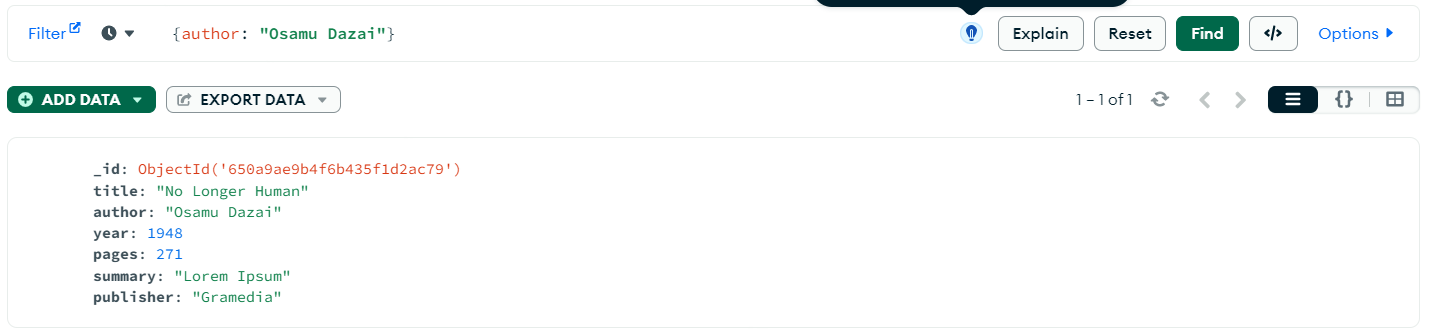 Filter {author: "Osamu Dazai"} Explain Reset Find </> Options
ADD DATA EXPORT DATA 1 – 1 of 1 {}
_id: ObjectId('650a9ae9b4f6b435f1d2ac79')
title: "No Longer Human"
author: "Osamu Dazai"
year: 1948
pages: 271
summary: "Lorem Ipsum"
publisher: "Gramedia"